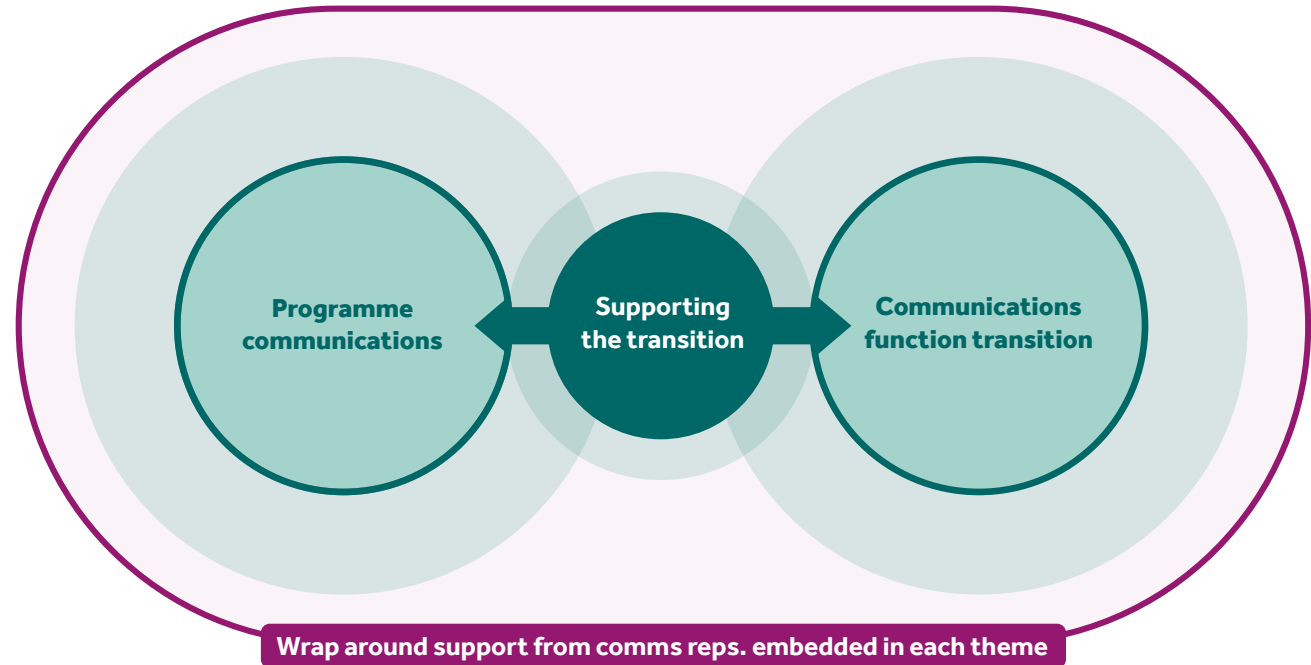 Programme
communications
Supporting
the transition
Communications
function transition
Wrap around support from comms reps. embedded in each theme